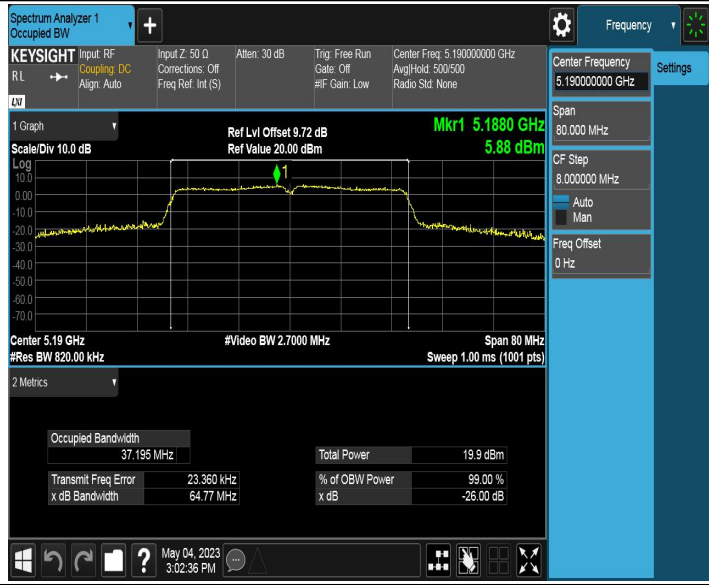 Spectrum Analyzer 1
Occupied BW
+
Frequency
KEYSIGHT
RL
LXI
Input: RF
Coupling: DC
Align: Auto
Input Z: 50 Ω
Corrections: Off
Freq Ref: Int (S)
Atten: 30 dB
Trig: Free Run
Gate: Off
#IF Gain: Low
Center Freq: 5.190000000 GHz
Avg|Hold: 500/500
Radio Std: None
Center Frequency
5.190000000 GHz
Settings
Span
80.000 MHz
CF Step
8.000000 MHz
Auto
Man
Freq Offset
0 Hz
1 Graph
Scale/Div 10.0 dB
Ref Lvl Offset 9.72 dB
Ref Value 20.00 dBm
Mkr1 5.1880 GHz
5.88 dBm
Log
10.0
0.00
-10.0
-20.0
-30.0
-40.0
-50.0
-60.0
-70.0
1
Center 5.19 GHz
#Video BW 2.7000 MHz
Span 80 MHz
#Res BW 820.00 kHz
Sweep 1.00 ms (1001 pts)
2 Metrics
Occupied Bandwidth
37.195 MHz
Total Power 19.9 dBm
Transmit Freq Error 23.360 kHz
% of OBW Power 99.00 %
x dB Bandwidth 64.77 MHz
x dB -26.00 dB
?
May 04, 2023
3:02:36 PM